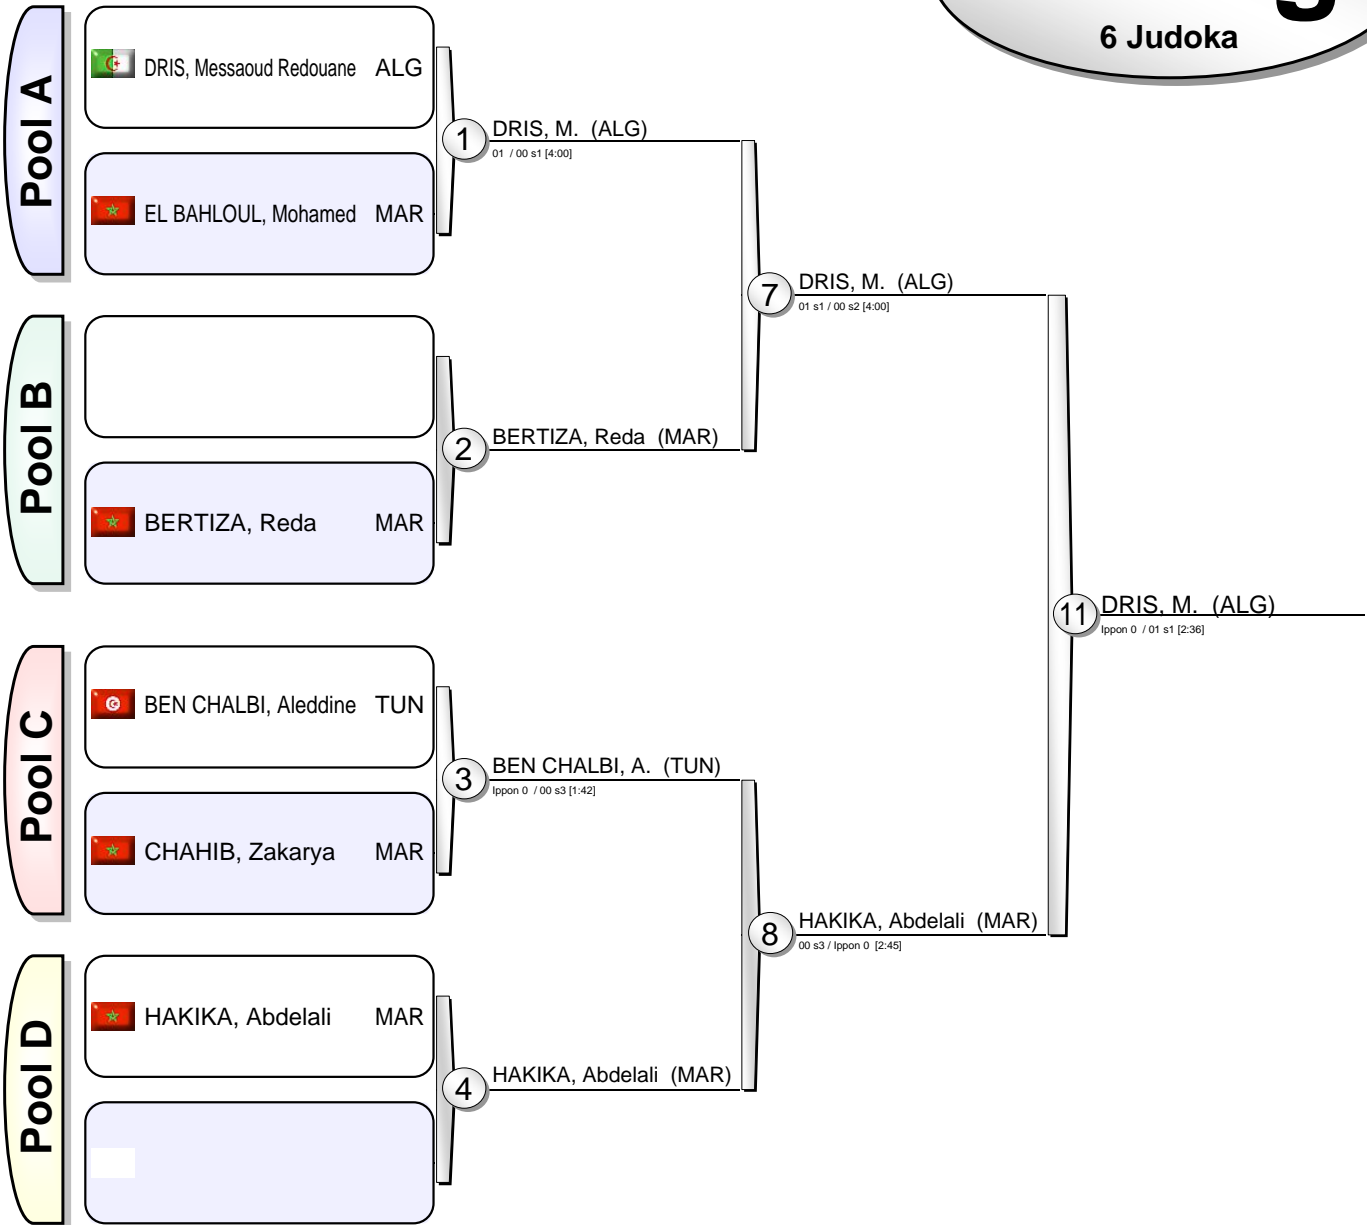 6 Judoka
Pool A
DRIS, Messaoud Redouane ALG
EL BAHLOUL, Mohamed MAR
1
DRIS, M. (ALG)
01 / 00 s1 [4:00]
Pool B
BERTIZA, Reda MAR
2
BERTIZA, Reda (MAR)
7
DRIS, M. (ALG)
01 s1 / 00 s2 [4:00]
Pool C
BEN CHALBI, Aleddine TUN
CHAHIB, Zakarya MAR
3
BEN CHALBI, A. (TUN)
Ippon 0 / 00 s3 [1:42]
Pool D
HAKIKA, Abdelali MAR
4
HAKIKA, Abdelali (MAR)
8
HAKIKA, Abdelali (MAR)
00 s3 / Ippon 0 [2:45]
11
DRIS, M. (ALG)
Ippon 0 / 01 s1 [2:36]